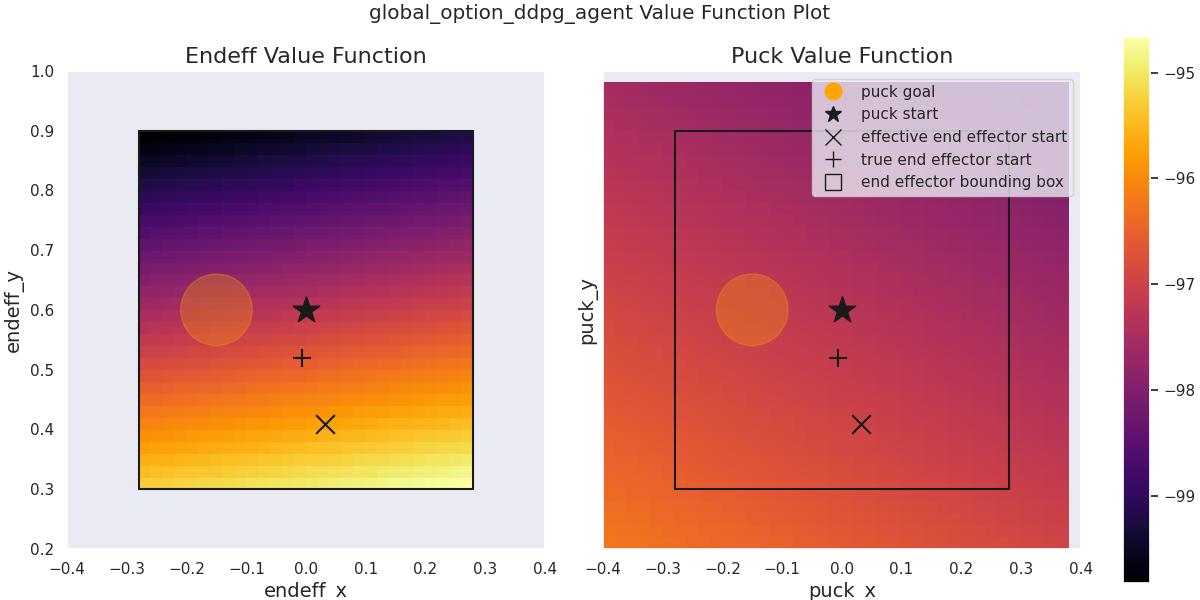 global_option_ddpg_agent Value Function Plot
Endeff Value Function
Puck Value Function
1.0
0.9
0.8
0.7
0.6
0.5
0.4
0.3
0.2
endeff_y
−0.4
−0.3
−0.2
−0.1
0.0
0.1
0.2
0.3
0.4
endeff_x
puck goal
puck start
effective end effector start
true end effector start
end effector bounding box
puck_y
−0.4
−0.3
−0.2
−0.1
0.0
0.1
0.2
0.3
0.4
puck_x
−95
−96
−97
−98
−99